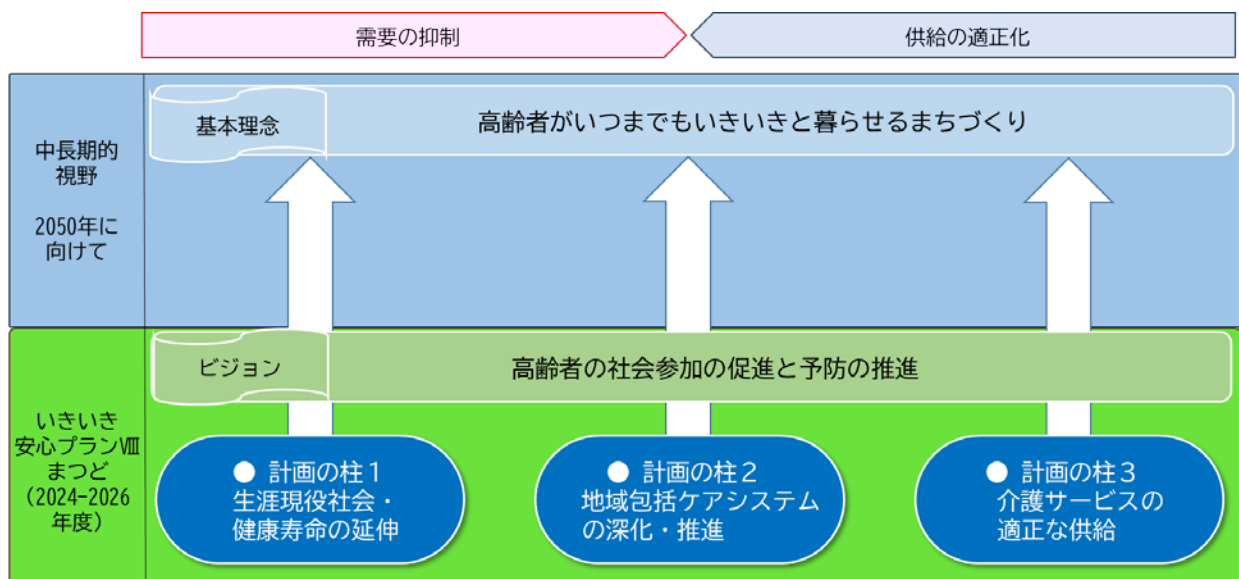 需要の抑制
供給の適正化
中長期的
視野
2050年に
向けて
基本理念
高齢者がいつまでもいきいきと暮らせるまちづくり
いきいき
安心プランⅧ
まつど
(2024-2026
年度)
ビジョン
高齢者の社会参加の促進と予防の推進
● 計画の柱1
生涯現役社会・
健康寿命の延伸
● 計画の柱2
地域包括ケアシステム
の深化・推進
● 計画の柱3
介護サービスの
適正な供給